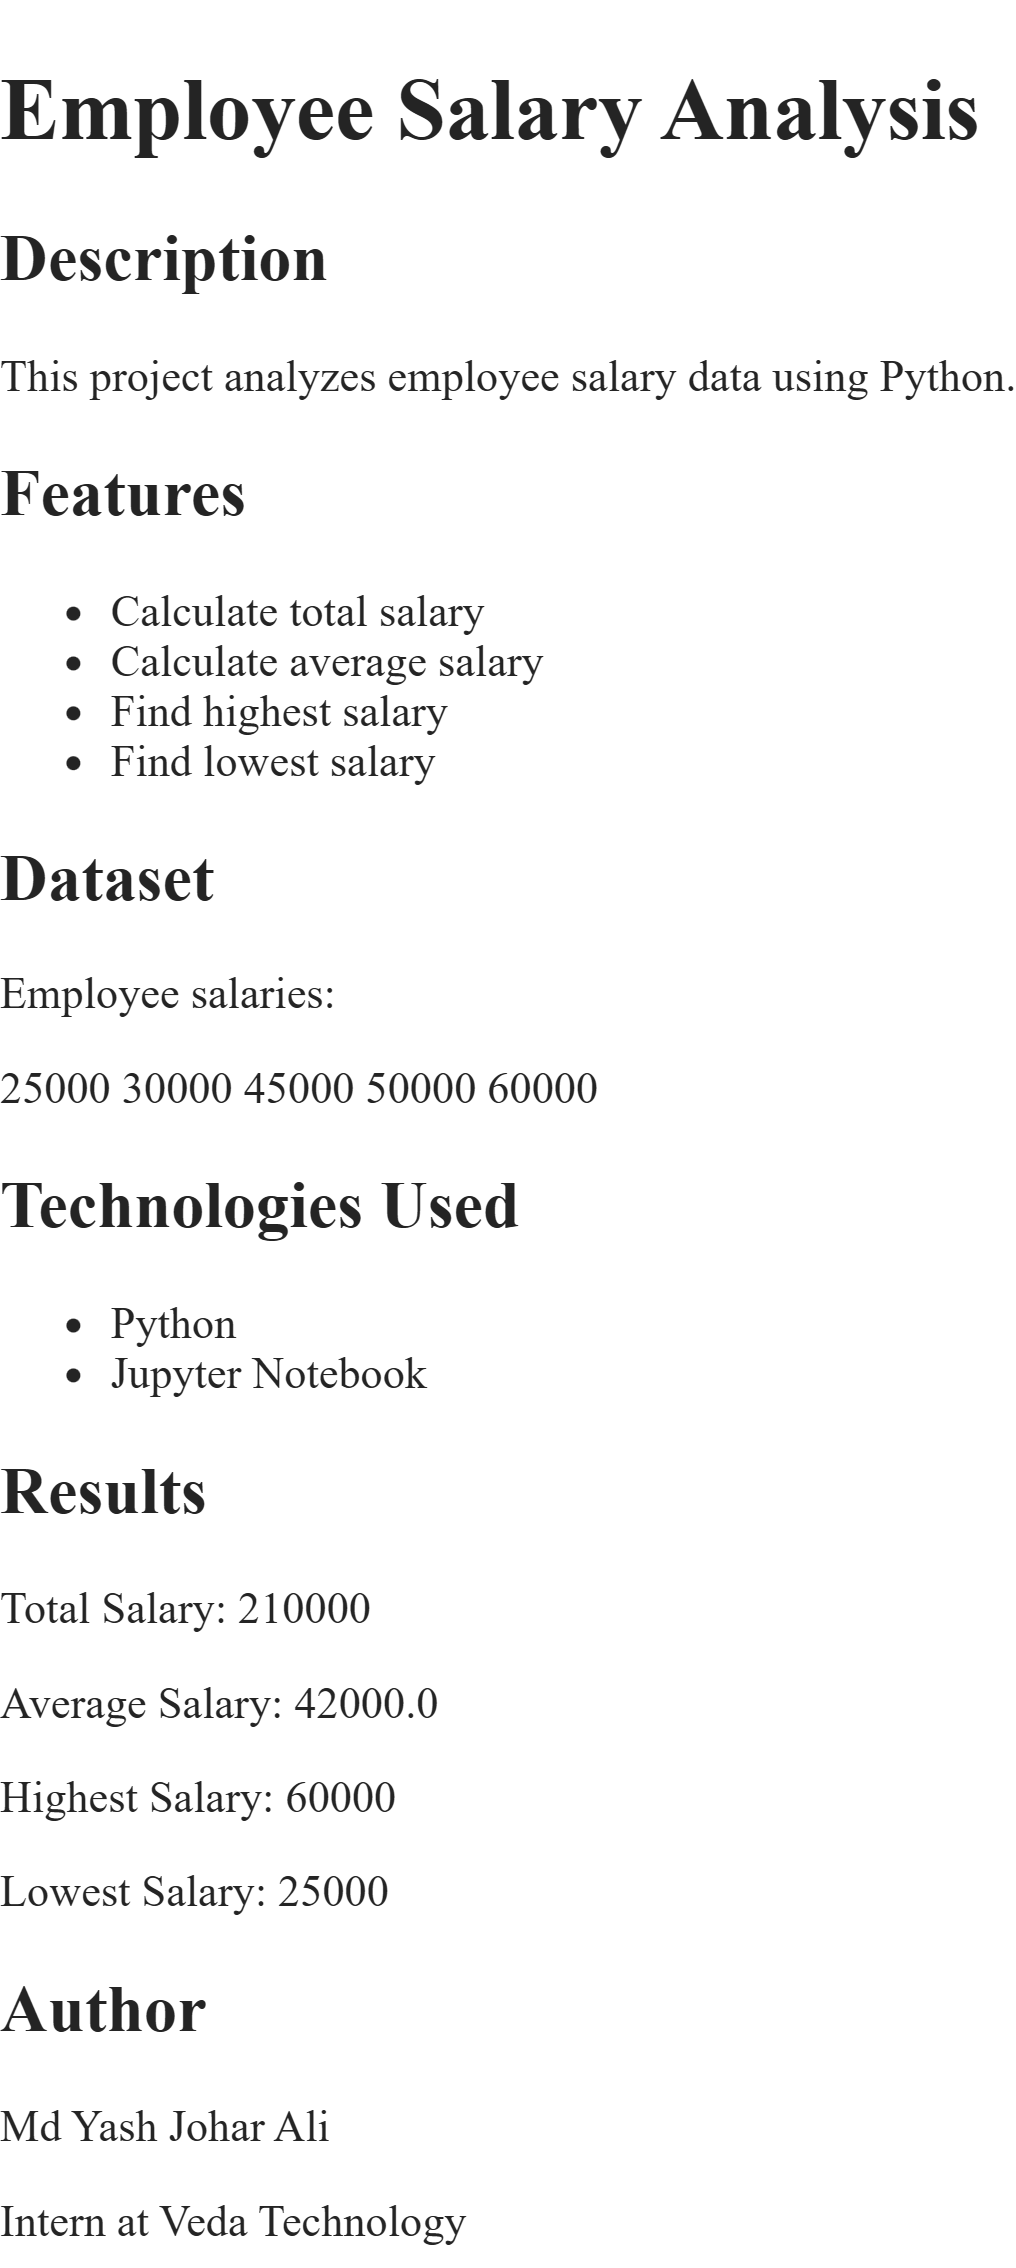 Employee Salary Analysis
Description
This project analyzes employee salary data using Python.
Features
• Calculate total salary
• Calculate average salary
• Find highest salary
• Find lowest salary
Dataset
Employee salaries:
25000 30000 45000 50000 60000
Technologies Used
• Python
• Jupyter Notebook
Results
Total Salary: 210000
Average Salary: 42000.0
Highest Salary: 60000
Lowest Salary: 25000
Author
Md Yash Johar Ali
Intern at Veda Technology